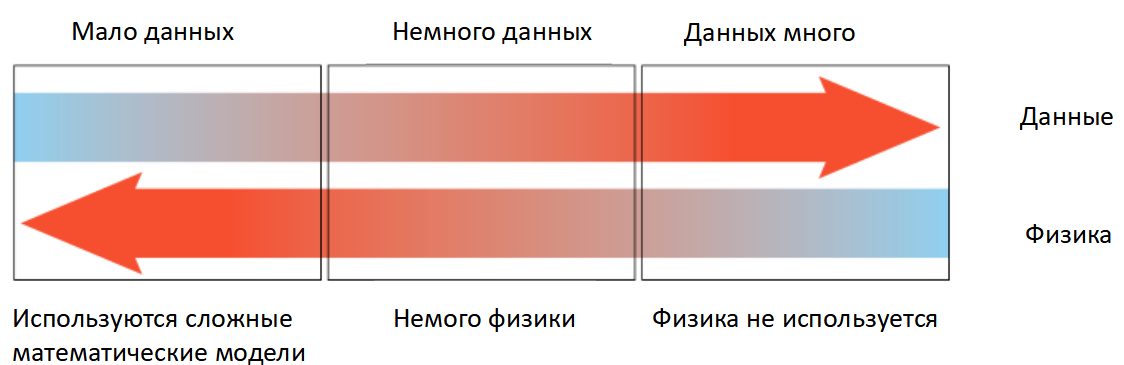 Мало данных
Немного данных
Данных много
Данные
Физика
Используются сложные
математические модели
Немого физики
Физика не используется